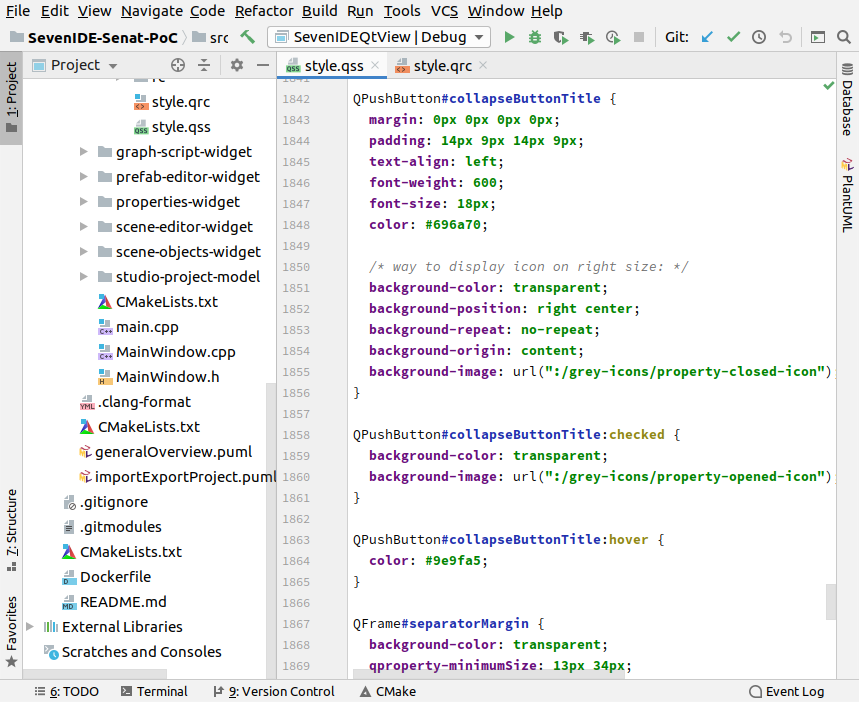 File Edit View Navigate Code Refactor Build Run Tools VCS Window Help
SevenIDE-Senat-PoC src SevenIDEQtView | Debug Git:
1: Project
Project
style.qss style.qrc
style.qrc
style.qss
graph-script-widget
prefab-editor-widget
properties-widget
scene-editor-widget
scene-objects-widget
studio-project-model
CMakeLists.txt
main.cpp
MainWindow.cpp
MainWindow.h
.clang-format
CMakeLists.txt
generalOverview.puml
importExportProject.puml
.gitignore
.gitmodules
CMakeLists.txt
Dockerfile
README.md
External Libraries
Scratches and Consoles
7: Structure
Favorites
1842 QPushButton#collapseButtonTitle {
1843 margin: 0px 0px 0px 0px;
1844 padding: 14px 9px 14px 9px;
1845 text-align: left;
1846 font-weight: 600;
1847 font-size: 18px;
1848 color: #696a70;
1849
1850 /* way to display icon on right size: */
1851 background-color: transparent;
1852 background-position: right center;
1853 background-repeat: no-repeat;
1854 background-origin: content;
1855 background-image: url(":/grey-icons/property-closed-icon")
1856 }
1857
1858 QPushButton#collapseButtonTitle:checked {
1859 background-color: transparent;
1860 background-image: url(":/grey-icons/property-opened-icon")
1861 }
1862
1863 QPushButton#collapseButtonTitle:hover {
1864 color: #9e9fa5;
1865 }
1866
1867 QFrame#separatorMargin {
1868 background-color: transparent;
1869 qproperty-minimumSize: 13px 34px;
Database
PlantUML
6: TODO Terminal 9: Version Control CMake Event Log